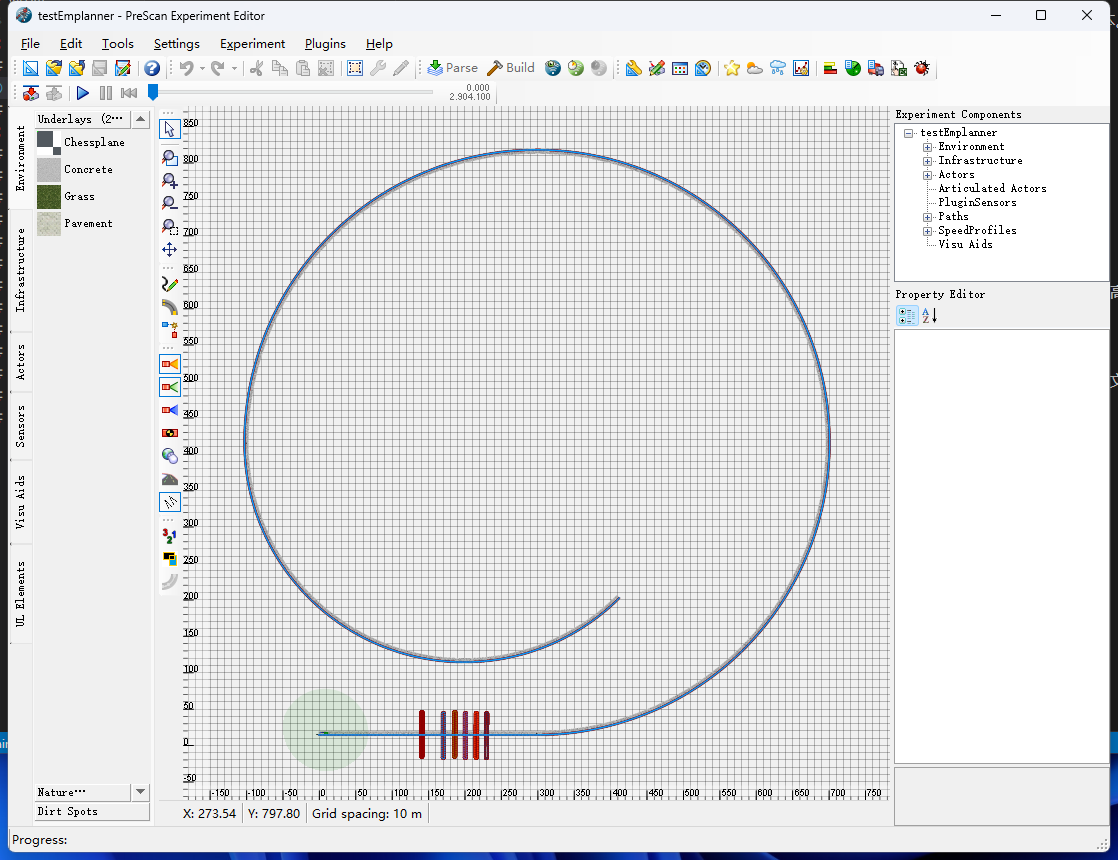 testEmplanner - PreScan Experiment Editor
File Edit Tools Settings Experiment Plugins Help
Parse Build
0.000
2.904.100
Underlays (2⋯
Chessplane
Concrete
Grass
Pavement
Nature⋯
Dirt Spots
Environment
Infrastructure
Actors
Sensors
Visu Aids
UL Elements
850
800
750
700
650
600
550
500
450
400
350
300
250
200
150
100
50
0
-50
-150 -100 -50 0 50 100 150 200 250 300 350 400 450 500 550 600 650 700 750
X: 273.54 Y: 797.80 Grid spacing: 10 m
Experiment Components
testEmplanner
Environment
Infrastructure
Actors
Articulated Actors
PluginSensors
Paths
SpeedProfiles
Visu Aids
Property Editor
Progress: